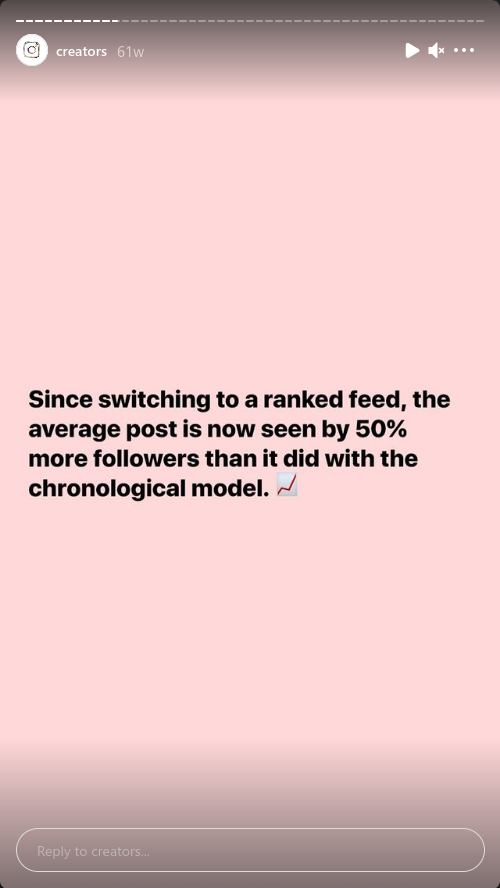 creators 61w
Since switching to a ranked feed, the
average post is now seen by 50%
more followers than it did with the
chronological model. 📈
Reply to creators...